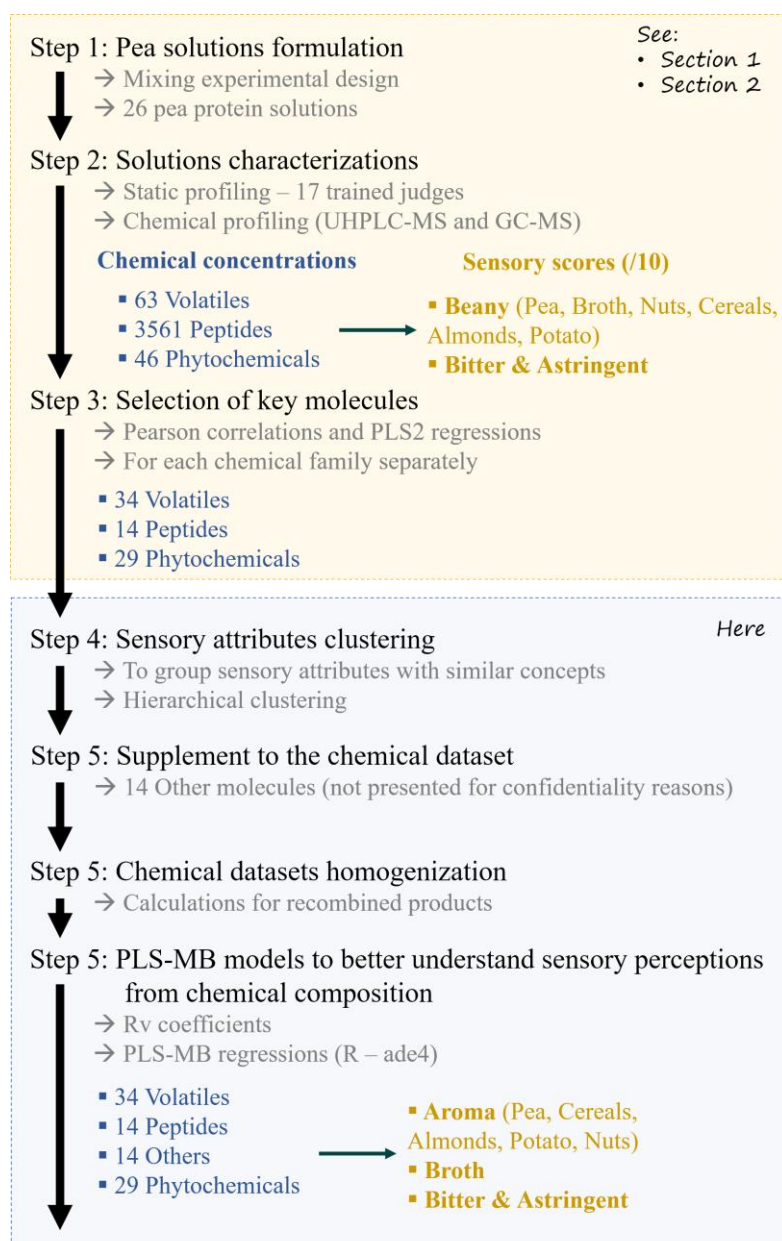 Step 1: Pea solutions formulation
→ Mixing experimental design
→ 26 pea protein solutions
See:
• Section 1
• Section 2
Step 2: Solutions characterizations
→ Static profiling – 17 trained judges
→ Chemical profiling (UHPLC-MS and GC-MS)
Chemical concentrations
▪ 63 Volatiles
▪ 3561 Peptides
▪ 46 Phytochemicals
Sensory scores (/10)
▪ Beany (Pea, Broth, Nuts, Cereals,
Almonds, Potato)
▪ Bitter & Astringent
Step 3: Selection of key molecules
→ Pearson correlations and PLS2 regressions
→ For each chemical family separately
▪ 34 Volatiles
▪ 14 Peptides
▪ 29 Phytochemicals
Here
Step 4: Sensory attributes clustering
→ To group sensory attributes with similar concepts
→ Hierarchical clustering
Step 5: Supplement to the chemical dataset
→ 14 Other molecules (not presented for confidentiality reasons)
Step 5: Chemical datasets homogenization
→ Calculations for recombined products
Step 5: PLS-MB models to better understand sensory perceptions
from chemical composition
→ Rv coefficients
→ PLS-MB regressions (R – ade4)
▪ 34 Volatiles
▪ 14 Peptides
▪ 14 Others
▪ 29 Phytochemicals
▪ Aroma (Pea, Cereals,
Almonds, Potato, Nuts)
▪ Broth
▪ Bitter & Astringent